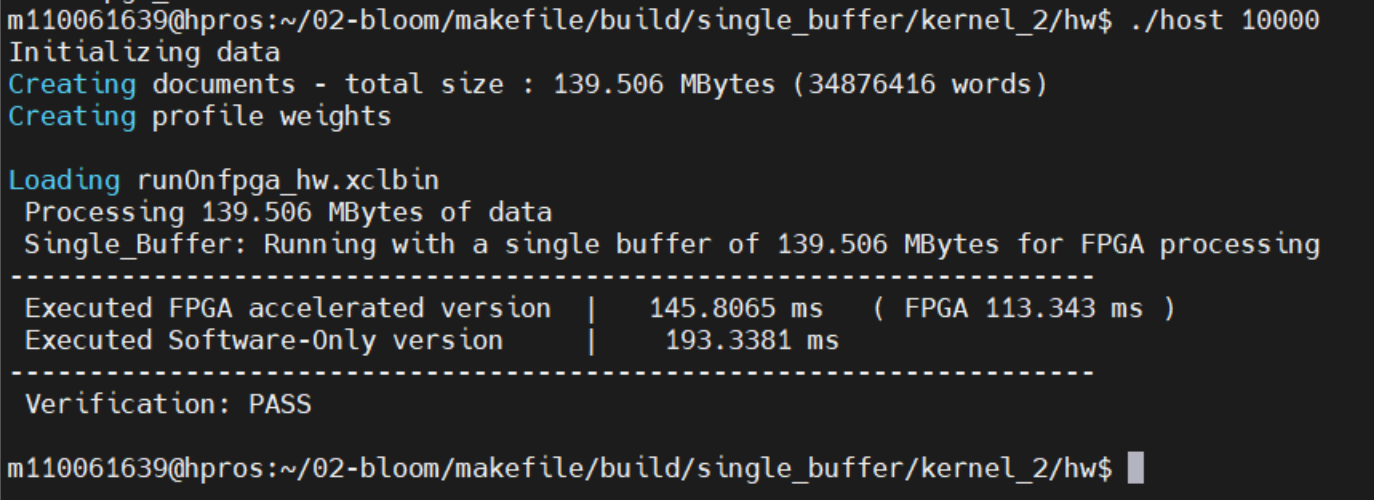 m110061639@hpros:~/02-bloom/makefile/build/single_buffer/kernel_2/hw$ ./host 10000
Initializing data
Creating documents - total size : 139.506 MBytes (34876416 words)
Creating profile weights
Loading runOnfpga_hw.xclbin
Processing 139.506 MBytes of data
Single_Buffer: Running with a single buffer of 139.506 MBytes for FPGA processing
--------------------------------------------------------------------
Executed FPGA accelerated version  |   145.8065 ms   ( FPGA 113.343 ms )
Executed Software-Only version     |    193.3381 ms
--------------------------------------------------------------------
Verification: PASS
m110061639@hpros:~/02-bloom/makefile/build/single_buffer/kernel_2/hw$